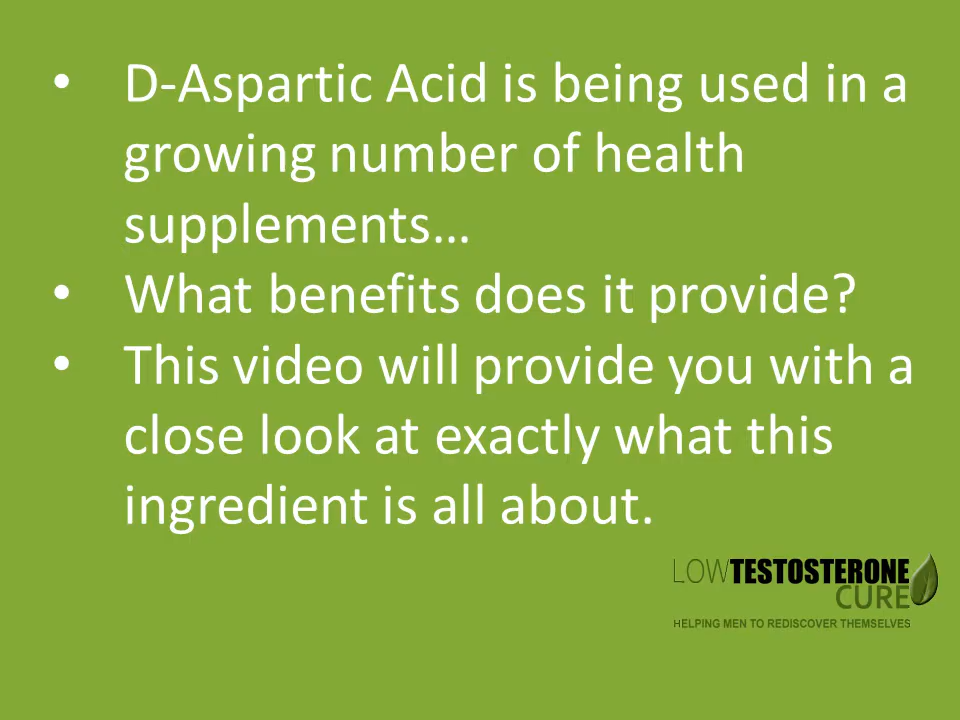 • D-Aspartic Acid is being used in a
growing number of health
supplements…
• What benefits does it provide?
• This video will provide you with a
close look at exactly what this
ingredient is all about.
LOWTESTOSTERONE
CURE
HELPING MEN TO REDISCOVER THEMSELVES